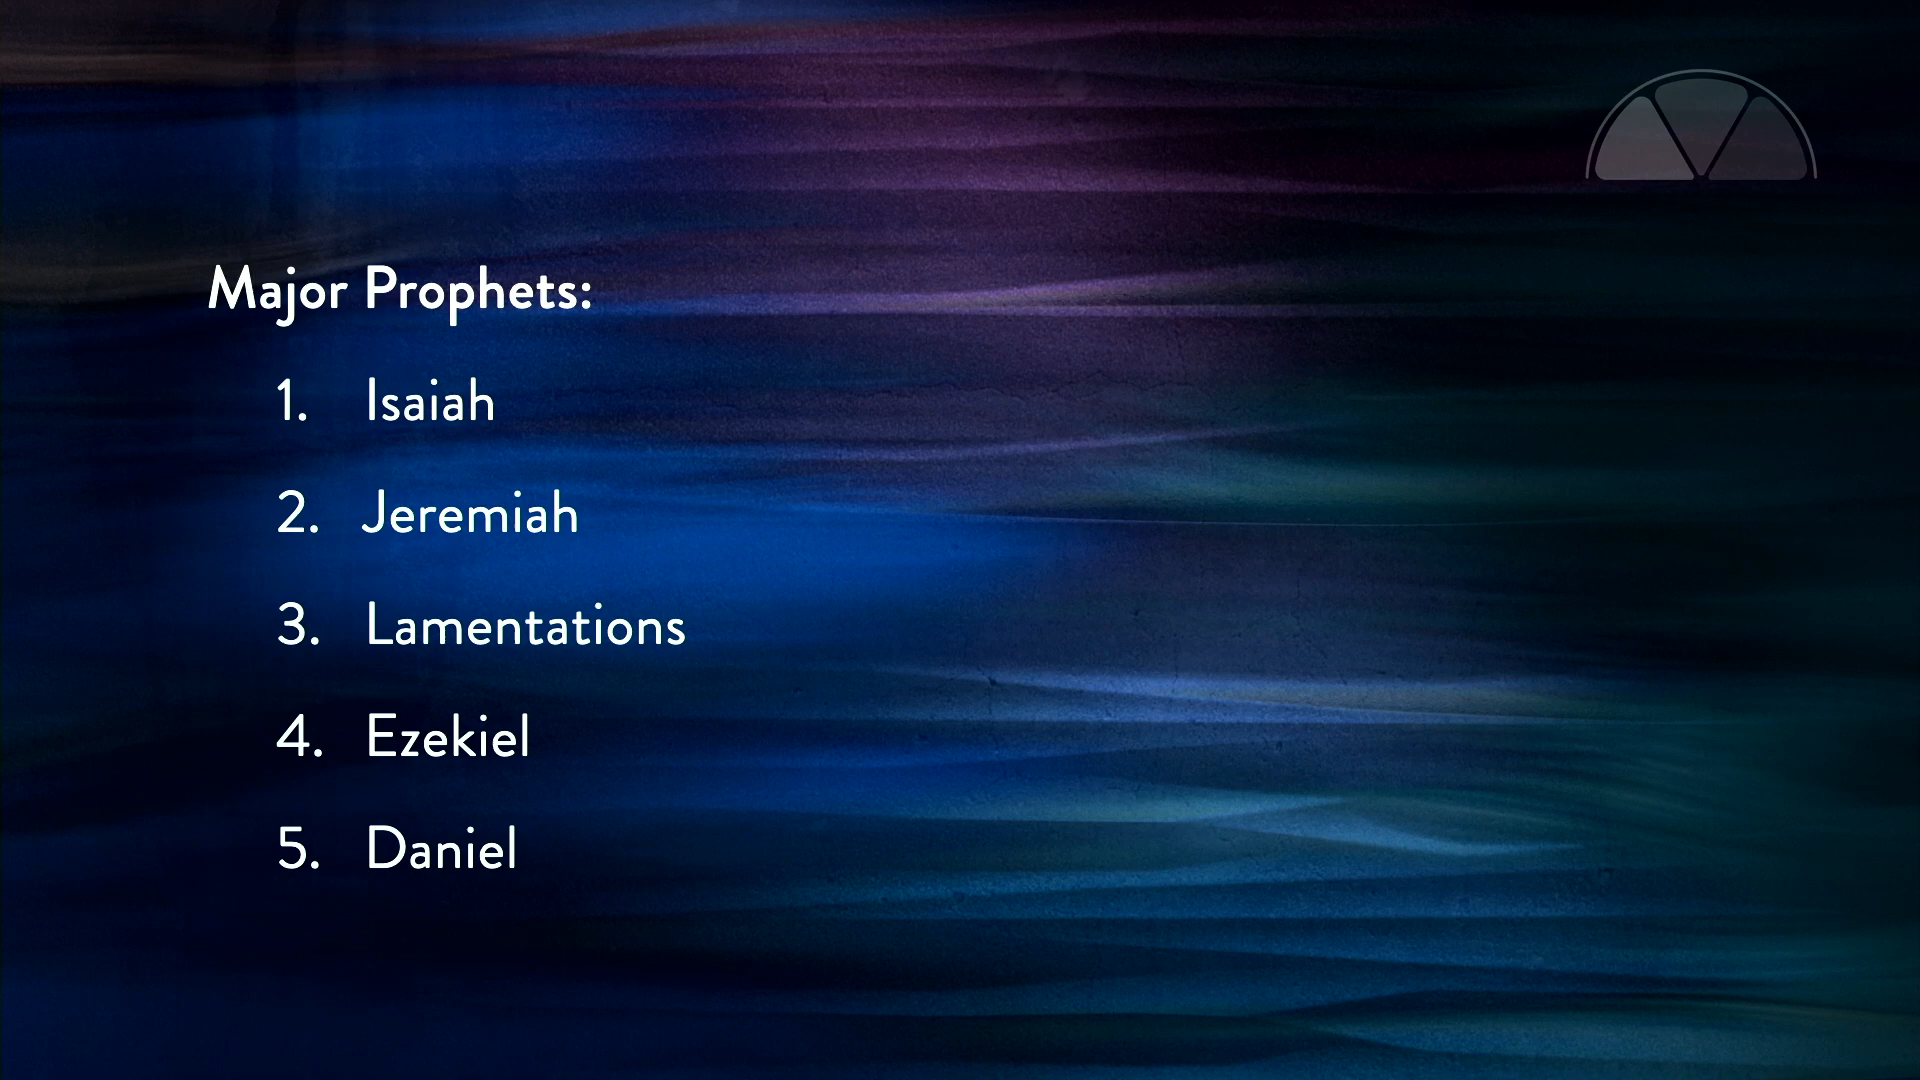 Major Prophets:
1. Isaiah
2. Jeremiah
3. Lamentations
4. Ezekiel
5. Daniel